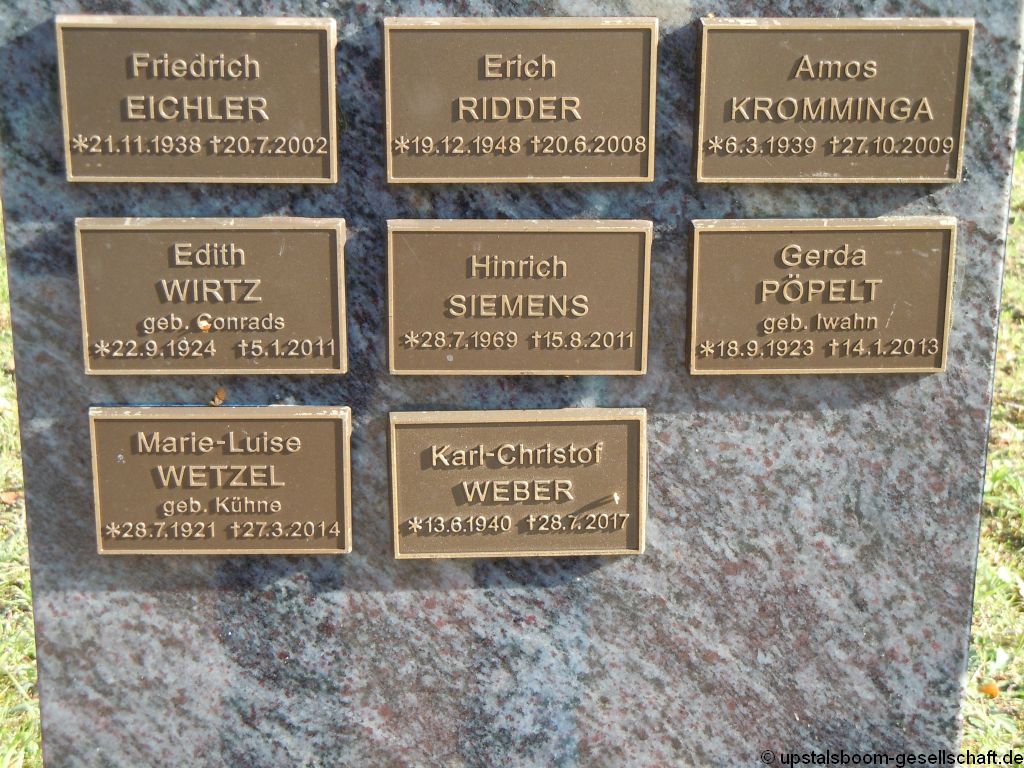 Friedrich
EICHLER
*21.11.1938 †20.7.2002
Erich
RIDDER
*19.12.1948 †20.6.2008
Amos
KROMMINGA
*6.3.1939 †27.10.2009
Edith
WIRTZ
geb. Conrads
*22.9.1924 †5.1.2011
Hinrich
SIEMENS
*28.7.1969 †15.8.2011
Gerda
PÖPELT
geb. Iwahn
*18.9.1923 †14.1.2013
Marie-Luise
WETZEL
geb. Kühne
*28.7.1921 †27.3.2014
Karl-Christof
WEBER
*13.6.1940 †28.7.2017
© upstalsboom-gesellschaft.de